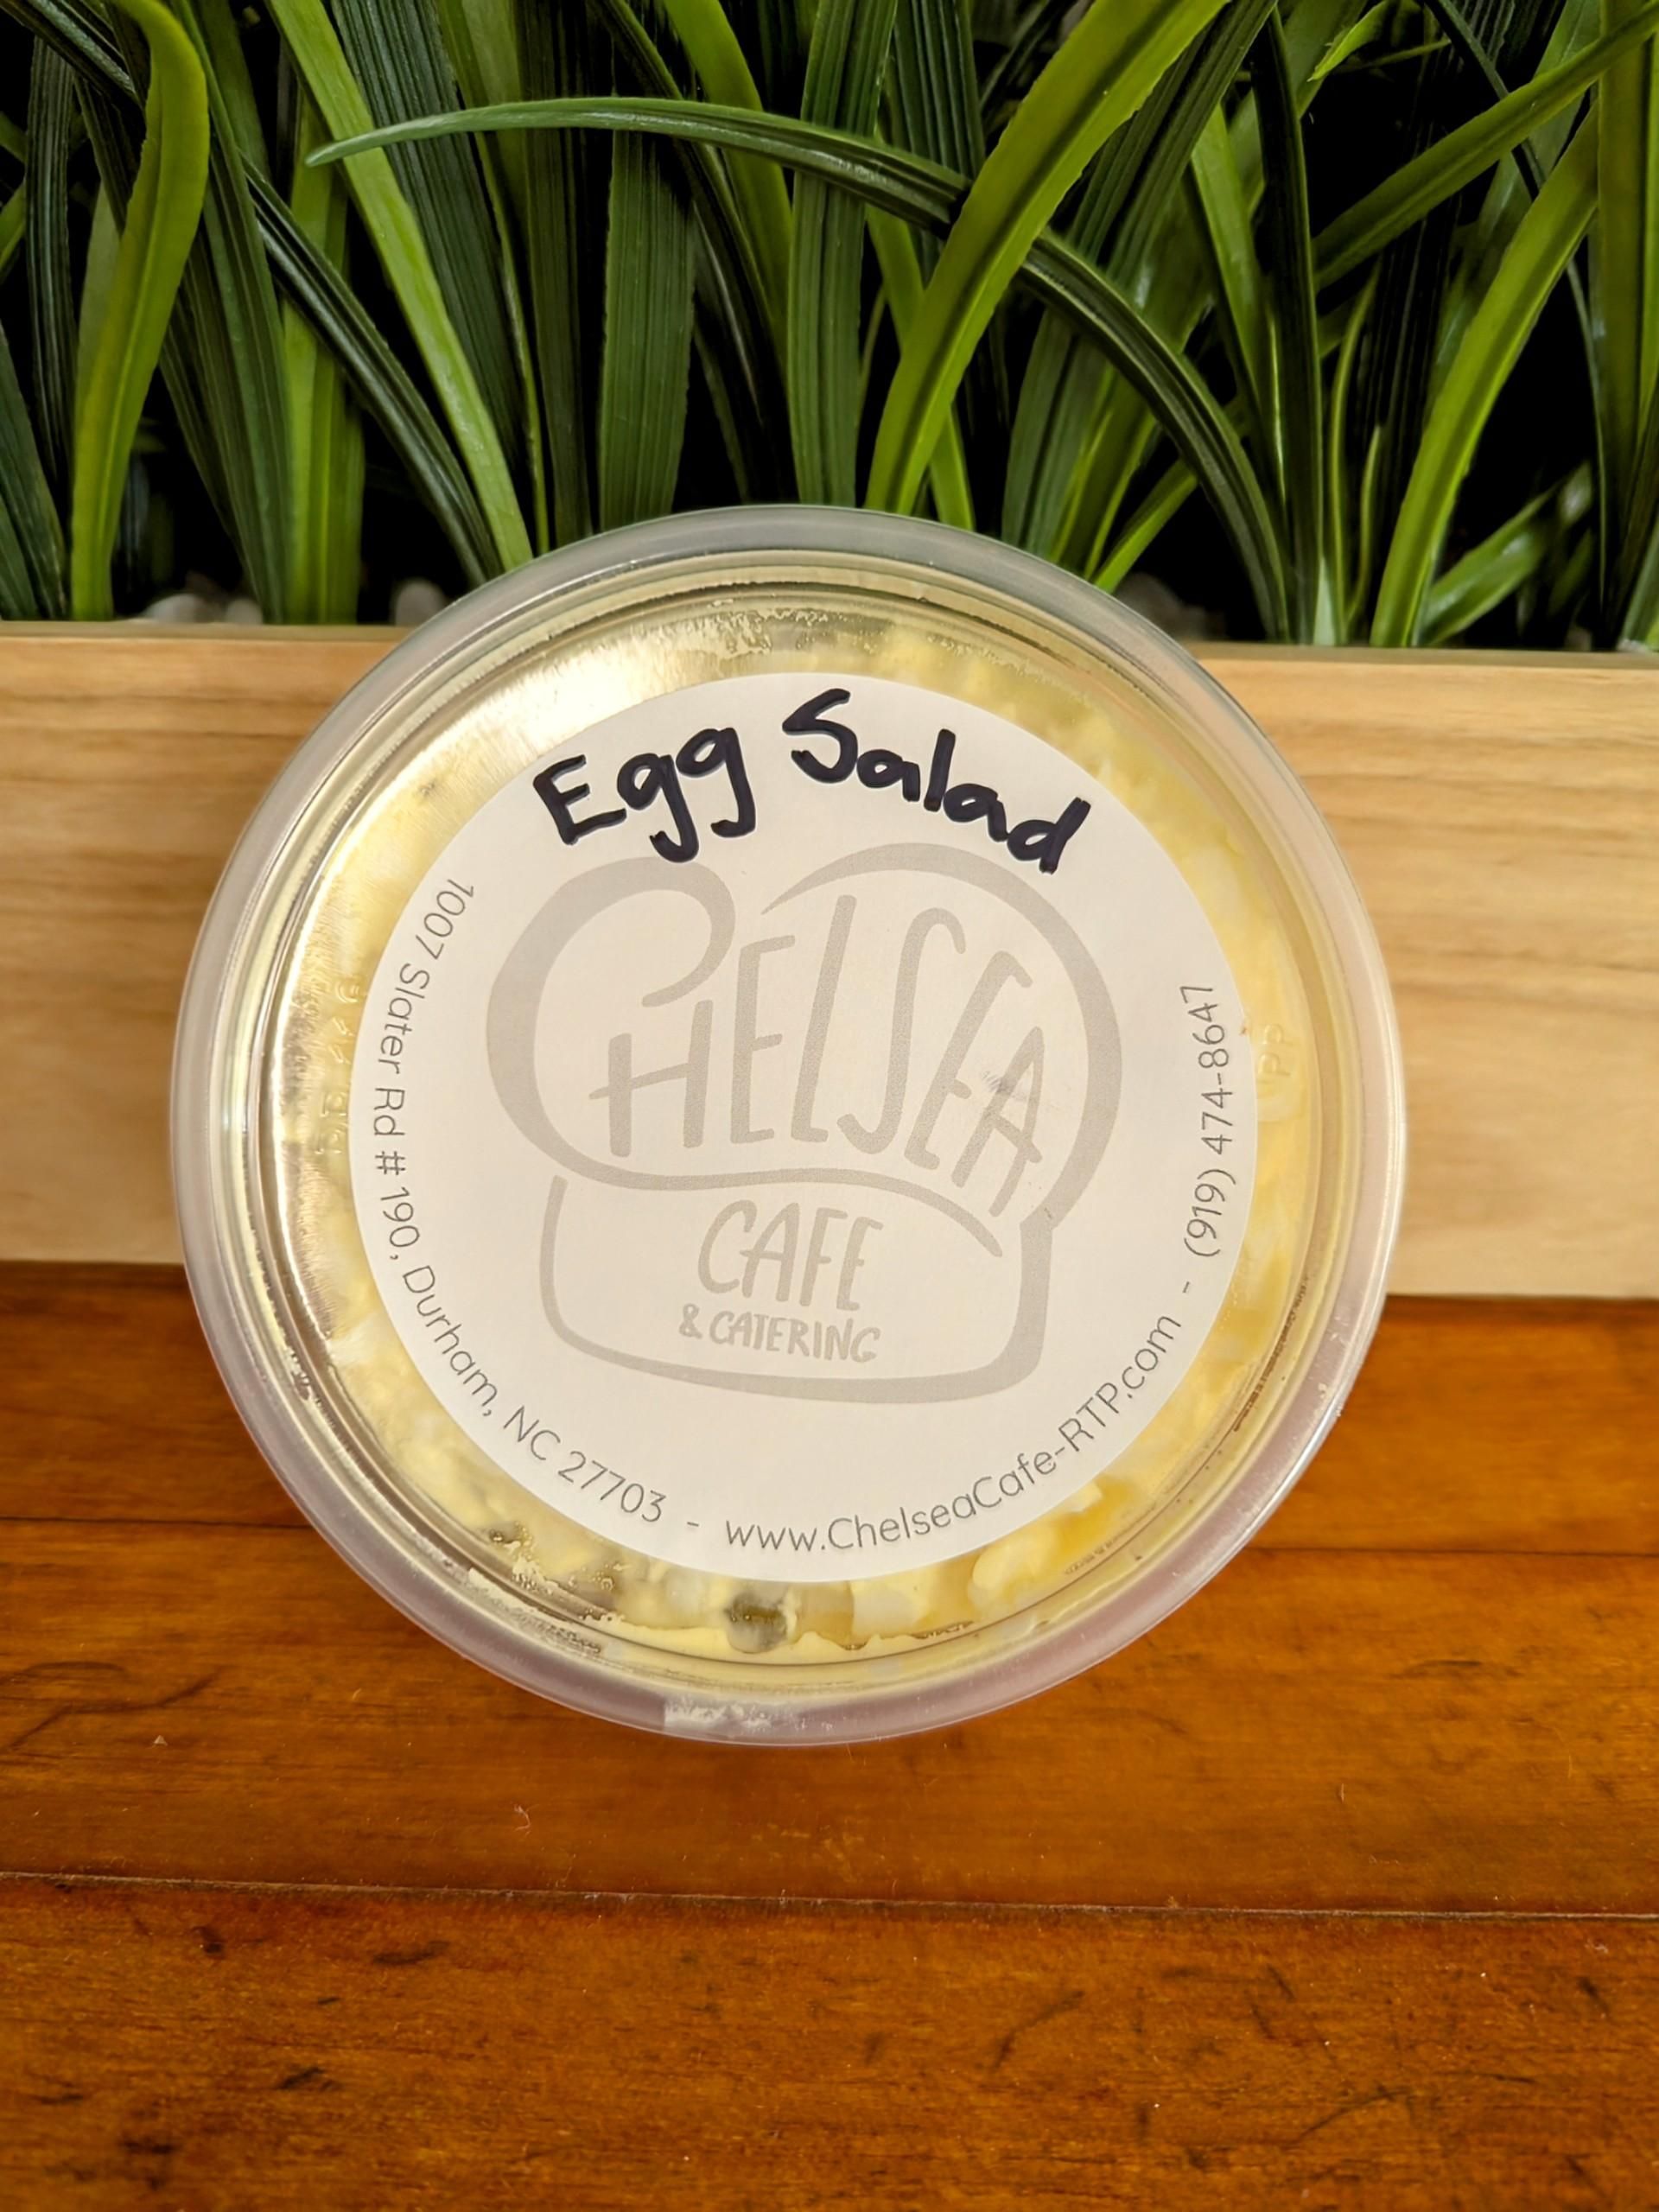 Egg Salad
CHELSEA
CAFE
& CATERING
1007 Slater Rd # 190, Durham, NC 27703 - www.ChelseaCafe-RTP.com - (919) 474-8647